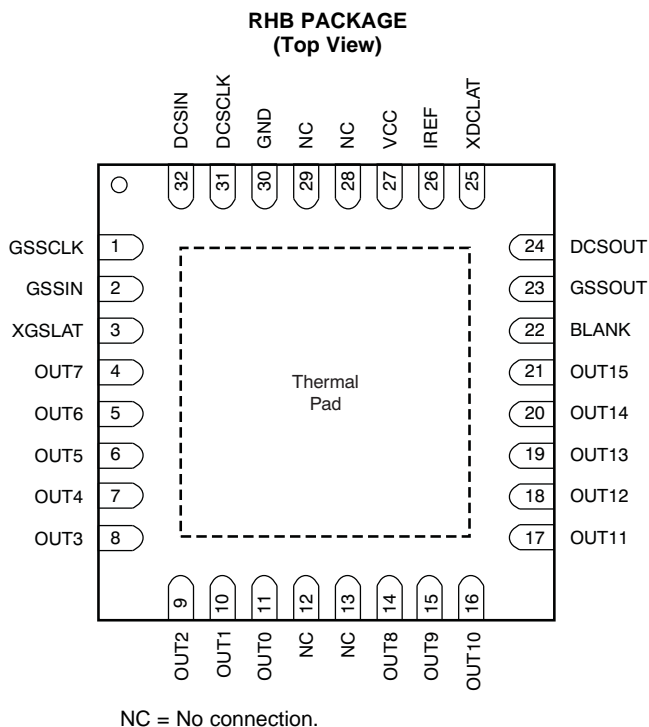 RHB PACKAGE
(Top View)
DCSIN
DCSCLK
GND
NC
NC
VCC
IREF
XDCLAT
32
31
30
29
28
27
26
25
GSSCLK 1
24 DCSOUT
GSSIN 2
23 GSSOUT
XGSLAT 3
22 BLANK
OUT7 4
21 OUT15
OUT6 5
20 OUT14
OUT5 6
19 OUT13
OUT4 7
18 OUT12
OUT3 8
17 OUT11
Thermal
Pad
9
10
11
12
13
14
15
16
OUT2
OUT1
OUT0
NC
NC
OUT8
OUT9
OUT10
NC = No connection.